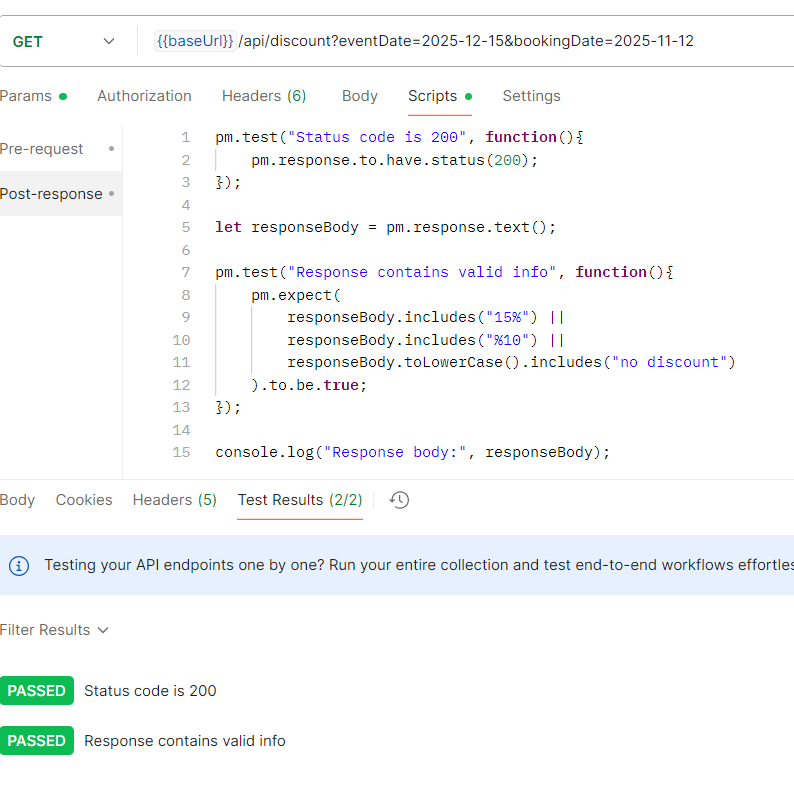 GET {{baseUrl}} /api/discount?eventDate=2025-12-15&bookingDate=2025-11-12
Params Authorization Headers (6) Body Scripts Settings
Pre-request
Post-response
1 pm.test("Status code is 200", function(){
2 pm.response.to.have.status(200);
3 });
4
5 let responseBody = pm.response.text();
6
7 pm.test("Response contains valid info", function(){
8 pm.expect(
9 responseBody.includes("15%") ||
10 responseBody.includes("%10") ||
11 responseBody.toLowerCase().includes("no discount")
12 ).to.be.true;
13 });
14
15 console.log("Response body:", responseBody);
Body Cookies Headers (5) Test Results (2/2)
Testing your API endpoints one by one? Run your entire collection and test end-to-end workflows effortles
Filter Results
PASSED Status code is 200
PASSED Response contains valid info